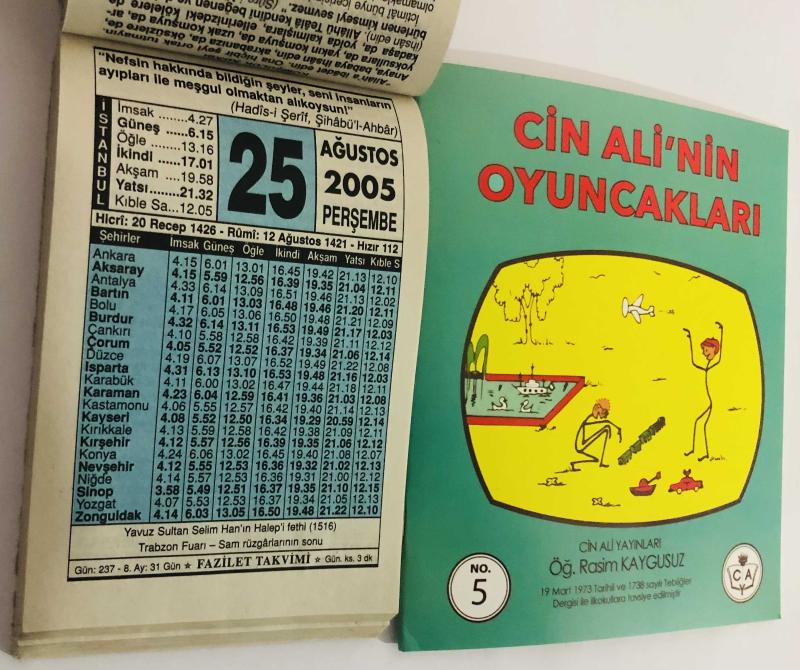 "Nefsin hakkında bildiğin şeyler, seni insanların
ayıpları ile meşgul olmaktan alıkoysun!"
(Hadîs-i Şerîf, Şihâbü'l-Ahbâr)
İSTANBUL
İmsak ........4.27
Güneş ......6.15
Öğle ........13.16
İkindi ......17.01
Akşam ....19.58
Yatsı.......21.32
Kıble Sa...12.05
25
AĞUSTOS
2005
PERŞEMBE
Hicrî: 20 Recep 1426 - Rûmî: 12 Ağustos 1421 - Hızır 112
Şehirler İmsak Güneş Öğle İkindi Akşam Yatsı Kıble S
Ankara 4.15 6.01 13.01 16.45 19.42 21.13 12.10
Aksaray 4.15 5.59 12.56 16.39 19.35 21.04 12.10
Antalya 4.33 6.14 13.09 16.51 19.46 21.13 12.02
Bartın 4.11 6.01 13.03 16.48 19.46 21.20 12.11
Bolu 4.17 6.05 13.06 16.50 19.48 21.21 12.09
Burdur 4.32 6.14 13.11 16.53 19.49 21.17 12.03
Çankırı 4.10 5.58 12.58 16.42 19.39 21.11 12.11
Çorum 4.05 5.52 12.52 16.37 19.34 21.06 12.14
Düzce 4.19 6.07 13.07 16.52 19.49 21.22 12.08
Isparta 4.31 6.13 13.10 16.53 19.48 21.16 12.03
Karabük 4.11 6.00 13.02 16.47 19.44 21.18 12.11
Karaman 4.23 6.04 12.59 16.41 19.36 21.03 12.08
Kastamonu 4.06 5.55 12.57 16.42 19.40 21.14 12.13
Kayseri 4.08 5.52 12.50 16.34 19.29 20.59 12.14
Kırıkkale 4.13 5.59 12.58 16.42 19.38 21.09 12.11
Kırşehir 4.12 5.57 12.56 16.39 19.35 21.06 12.12
Konya 4.24 6.06 13.02 16.45 19.40 21.08 12.07
Nevşehir 4.12 5.55 12.53 16.36 19.32 21.02 12.13
Niğde 4.14 5.55 12.53 16.36 19.31 21.00 12.12
Sinop 3.58 5.49 12.51 16.37 19.35 21.10 12.15
Yozgat 4.07 5.53 12.53 16.37 19.34 21.05 12.13
Zonguldak 4.14 6.03 13.05 16.50 19.48 21.22 12.10
Yavuz Sultan Selim Han'ın Halep'i fethi (1516)
Trabzon Fuarı – Sam rüzgârlarının sonu
Gün: 237 - 8. Ay: 31 Gün ★ FAZİLET TAKVİMİ ★ Gün. ks. 3 dk
CİN ALİ'NİN
OYUNCAKLARI
CİN ALİ YAYINLARI
Öğ. Rasim KAYGUSUZ
19 Mart 1973 Tarihli ve 1738 sayılı Tebliğler
Dergisi ile ilkokullara tavsiye edilmiştir
NO.
5
C A